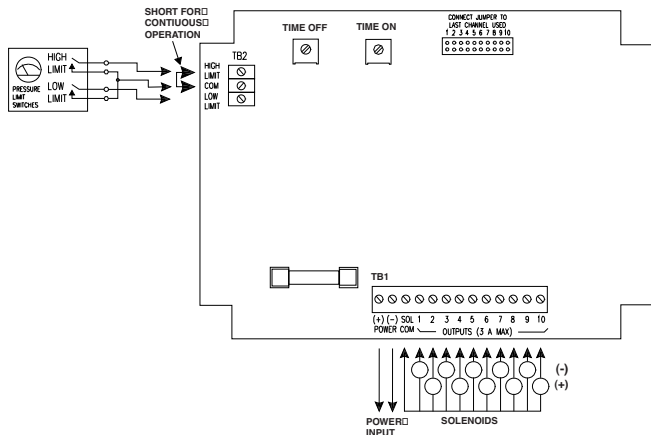 SHORT FOR□
CONTIUOUS□
OPERATION
TIME OFF
TIME ON
CONNECT JUMPER TO
LAST CHANNEL USED
1 2 3 4 5 6 7 8 9 10
HIGH
LIMIT
LOW
LIMIT
PRESSURE
LIMIT
SWITCHES
TB2
HIGH
LIMIT
COM
LOW
LIMIT
TB1
(+) (-) SOL 1 2 3 4 5 6 7 8 9 10
POWER COM OUTPUTS (3 A MAX)
(-)
(+)
POWER□
INPUT
SOLENOIDS